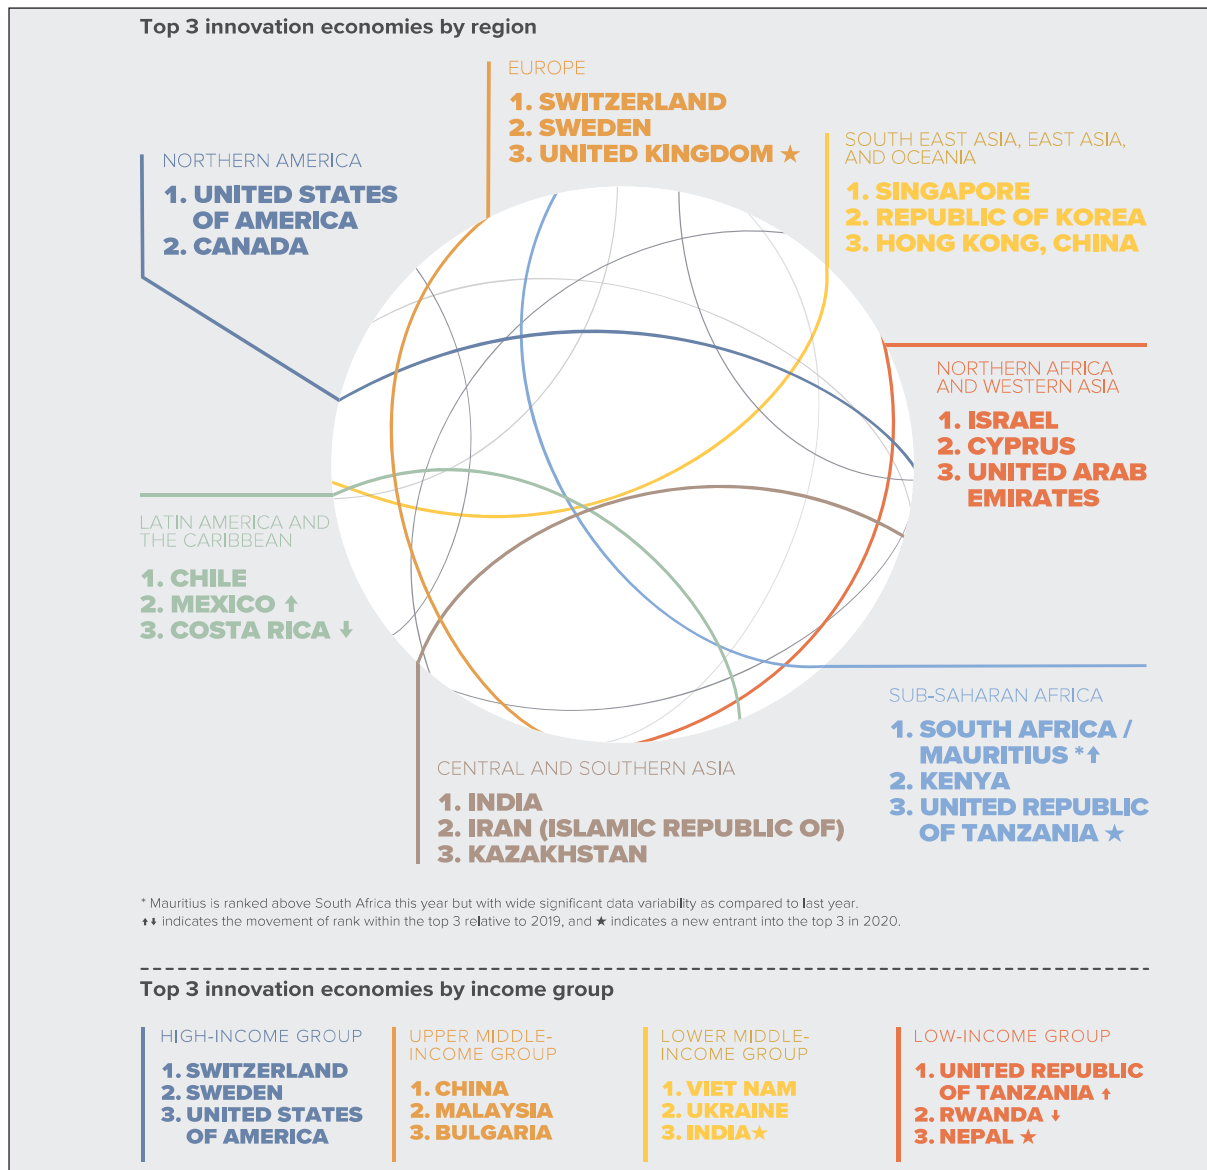 Top 3 innovation economies by region
EUROPE
1. SWITZERLAND
2. SWEDEN
3. UNITED KINGDOM ★
NORTHERN AMERICA
1. UNITED STATES
OF AMERICA
2. CANADA
SOUTH EAST ASIA, EAST ASIA,
AND OCEANIA
1. SINGAPORE
2. REPUBLIC OF KOREA
3. HONG KONG, CHINA
NORTHERN AFRICA
AND WESTERN ASIA
1. ISRAEL
2. CYPRUS
3. UNITED ARAB
EMIRATES
LATIN AMERICA AND
THE CARIBBEAN
1. CHILE
2. MEXICO ⬆
3. COSTA RICA ⬇
SUB-SAHARAN AFRICA
1. SOUTH AFRICA /
MAURITIUS *⬆
2. KENYA
3. UNITED REPUBLIC
OF TANZANIA ★
CENTRAL AND SOUTHERN ASIA
1. INDIA
2. IRAN (ISLAMIC REPUBLIC OF)
3. KAZAKHSTAN
* Mauritius is ranked above South Africa this year but with wide significant data variability as compared to last year.
⬆⬇ indicates the movement of rank within the top 3 relative to 2019, and ★ indicates a new entrant into the top 3 in 2020.
Top 3 innovation economies by income group
HIGH-INCOME GROUP
1. SWITZERLAND
2. SWEDEN
3. UNITED STATES
OF AMERICA
UPPER MIDDLE-
INCOME GROUP
1. CHINA
2. MALAYSIA
3. BULGARIA
LOWER MIDDLE-
INCOME GROUP
1. VIET NAM
2. UKRAINE
3. INDIA★
LOW-INCOME GROUP
1. UNITED REPUBLIC
OF TANZANIA ⬆
2. RWANDA ⬇
3. NEPAL ★